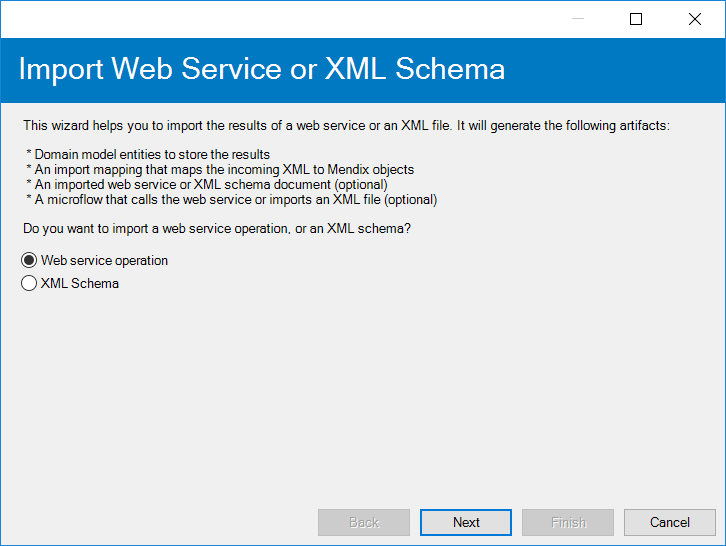 Import Web Service or XML Schema
This wizard helps you to import the results of a web service or an XML file. It will generate the following artifacts:
* Domain model entities to store the results
* An import mapping that maps the incoming XML to Mendix objects
* An imported web service or XML schema document (optional)
* A microflow that calls the web service or imports an XML file (optional)
Do you want to import a web service operation, or an XML schema?
Web service operation
XML Schema
Back Next Finish Cancel